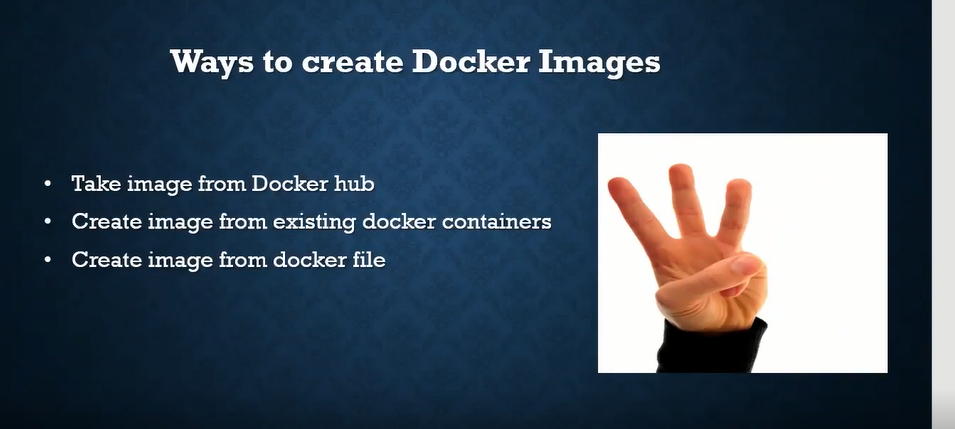 Ways to create Docker Images
• Take image from Docker hub
• Create image from existing docker containers
• Create image from docker file